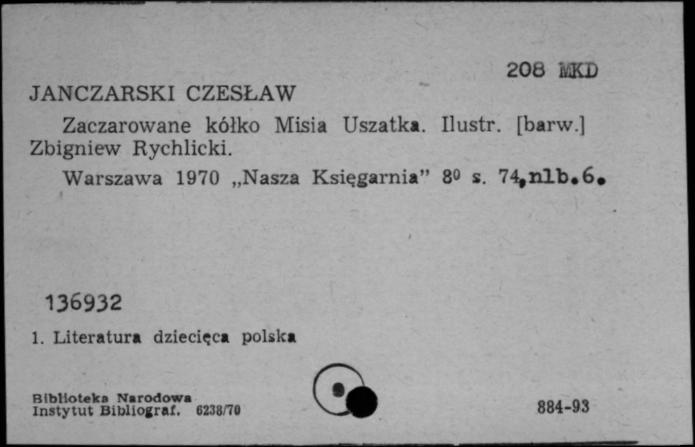 208 MKD
JANCZARSKI CZESŁAW
Zaczarowane kółko Misia Uszatka. Ilustr. [barw.]
Zbigniew Rychlicki.
Warszawa 1970 „Nasza Księgarnia” 8⁰ s. 74,nlb.6.
136932
1. Literatura dziecięca polska
Biblioteka Narodowa
Instytut Bibliograf. 6238/70
884-93